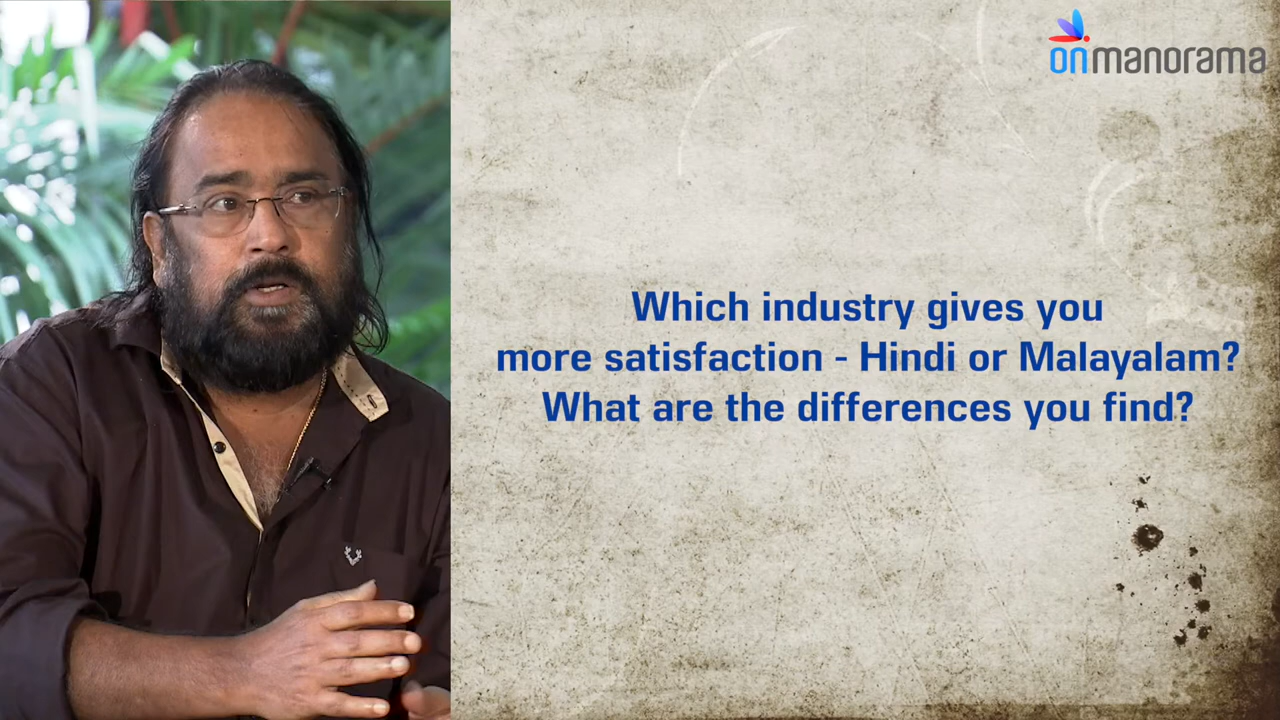 onmanorama
Which industry gives you
more satisfaction - Hindi or Malayalam?
What are the differences you find?